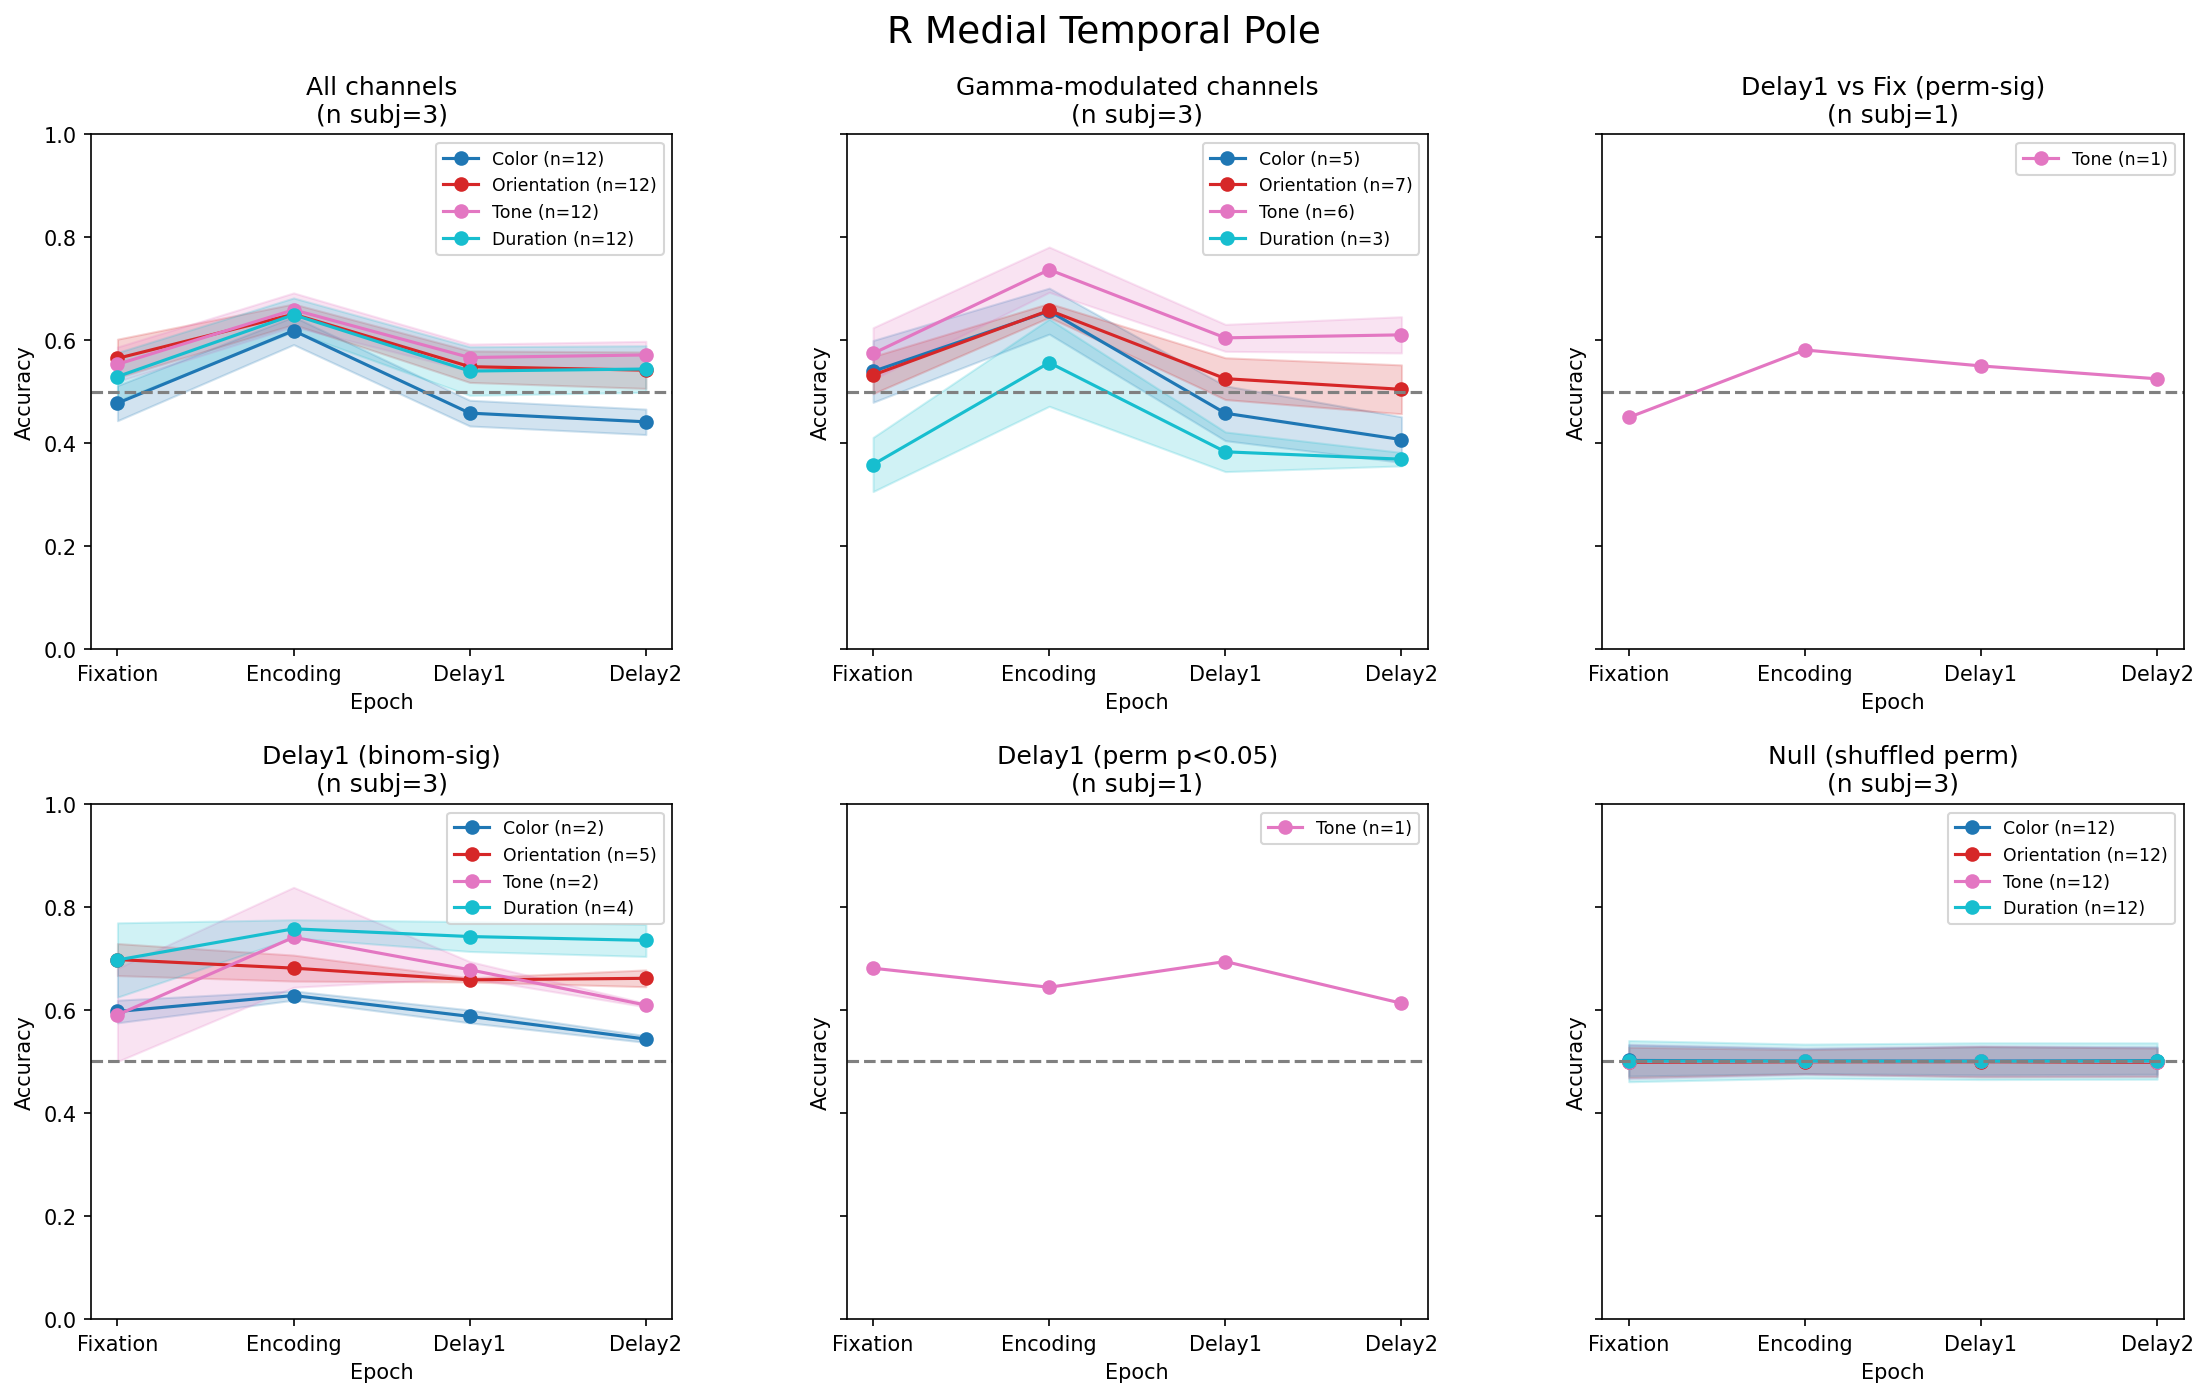 R Medial Temporal Pole
All channels
(n subj=3)
Color (n=12)
Orientation (n=12)
Tone (n=12)
Duration (n=12)
1.0
0.8
0.6
0.4
0.2
0.0
Accuracy
Fixation Encoding Delay1 Delay2
Epoch
Gamma-modulated channels
(n subj=3)
Color (n=5)
Orientation (n=7)
Tone (n=6)
Duration (n=3)
Accuracy
Fixation Encoding Delay1 Delay2
Epoch
Delay1 vs Fix (perm-sig)
(n subj=1)
Tone (n=1)
Accuracy
Fixation Encoding Delay1 Delay2
Epoch
Delay1 (binom-sig)
(n subj=3)
Color (n=2)
Orientation (n=5)
Tone (n=2)
Duration (n=4)
1.0
0.8
0.6
0.4
0.2
0.0
Accuracy
Fixation Encoding Delay1 Delay2
Epoch
Delay1 (perm p<0.05)
(n subj=1)
Tone (n=1)
Accuracy
Fixation Encoding Delay1 Delay2
Epoch
Null (shuffled perm)
(n subj=3)
Color (n=12)
Orientation (n=12)
Tone (n=12)
Duration (n=12)
Accuracy
Fixation Encoding Delay1 Delay2
Epoch